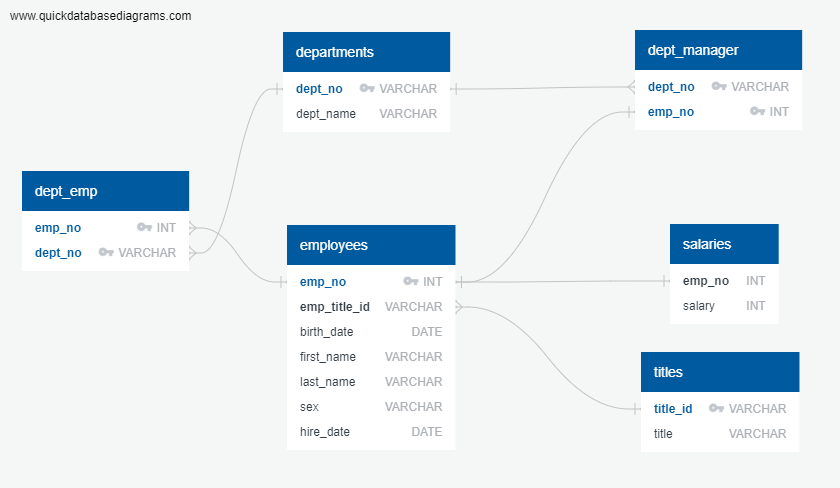 www.quickdatabasediagrams.com
departments
dept_no VARCHAR
dept_name VARCHAR
dept_manager
dept_no VARCHAR
emp_no INT
dept_emp
emp_no INT
dept_no VARCHAR
employees
emp_no INT
emp_title_id VARCHAR
birth_date DATE
first_name VARCHAR
last_name VARCHAR
sex VARCHAR
hire_date DATE
salaries
emp_no INT
salary INT
titles
title_id VARCHAR
title VARCHAR